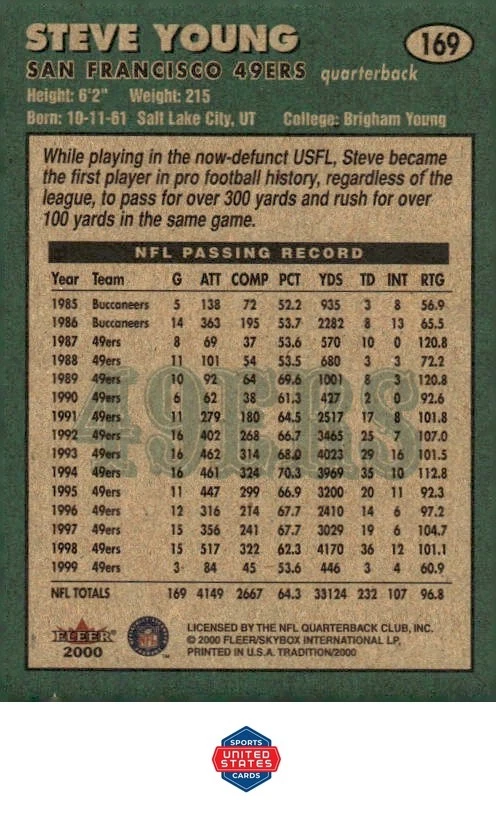 STEVE YOUNG
169
SAN FRANCISCO 49ERS quarterback
Height: 6'2" Weight: 215
Born: 10-11-61 Salt Lake City, UT College: Brigham Young
While playing in the now-defunct USFL, Steve became
the first player in pro football history, regardless of the
league, to pass for over 300 yards and rush for over
100 yards in the same game.
NFL PASSING RECORD
Year Team G ATT COMP PCT YDS TD INT RTG
1985 Buccaneers 5 138 72 52.2 935 3 8 56.9
1986 Buccaneers 14 363 195 53.7 2282 8 13 65.5
1987 49ers 8 69 37 53.6 570 10 0 120.8
1988 49ers 11 101 54 53.5 680 3 3 72.2
1989 49ers 10 92 64 69.6 1001 8 3 120.8
1990 49ers 6 62 38 61.3 427 2 0 92.6
1991 49ers 11 279 180 64.5 2517 17 8 101.8
1992 49ers 16 402 268 66.7 3465 25 7 107.0
1993 49ers 16 462 314 68.0 4023 29 16 101.5
1994 49ers 16 461 324 70.3 3969 35 10 112.8
1995 49ers 11 447 299 66.9 3200 20 11 92.3
1996 49ers 12 316 214 67.7 2410 14 6 97.2
1997 49ers 15 356 241 67.7 3029 19 6 104.7
1998 49ers 15 517 322 62.3 4170 36 12 101.1
1999 49ers 3 84 45 53.6 446 3 4 60.9
NFL TOTALS 169 4149 2667 64.3 33124 232 107 96.8
49ERS
FLEER
2000
LICENSED BY THE NFL QUARTERBACK CLUB, INC.
© 2000 FLEER/SKYBOX INTERNATIONAL LP,
PRINTED IN U.S.A. TRADITION/2000
TM
SPORTS
UNITED
STATES
CARDS